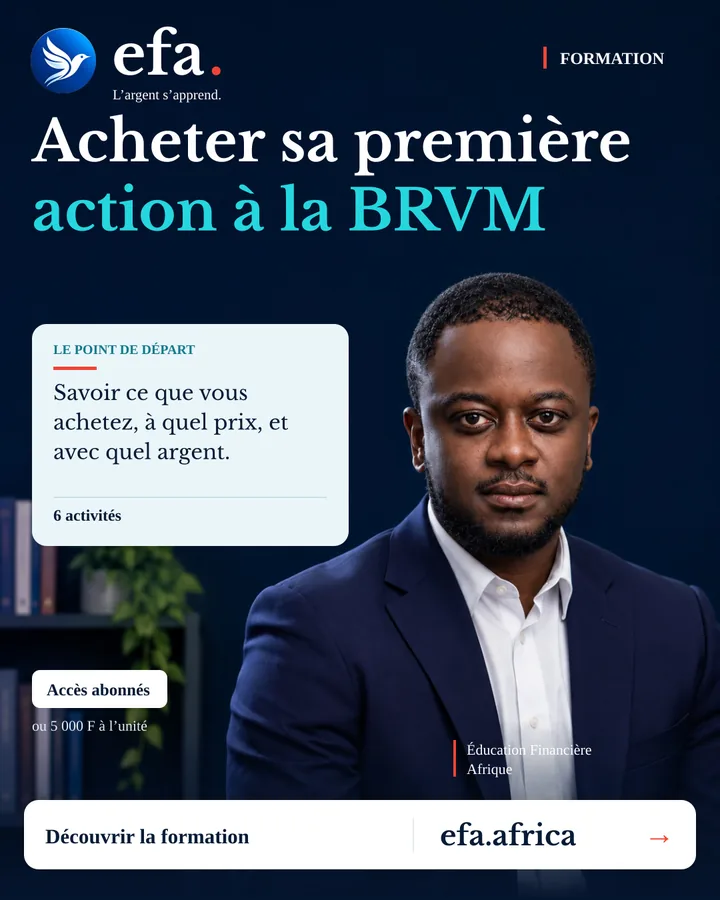 efa.
L’argent s’apprend.
FORMATION
Acheter sa première
action à la BRVM
LE POINT DE DÉPART
Savoir ce que vous
achetez, à quel prix, et
avec quel argent.
6 activités
Accès abonnés
ou 5 000 F à l’unité
Éducation Financière
Afrique
Découvrir la formation
efa.africa →